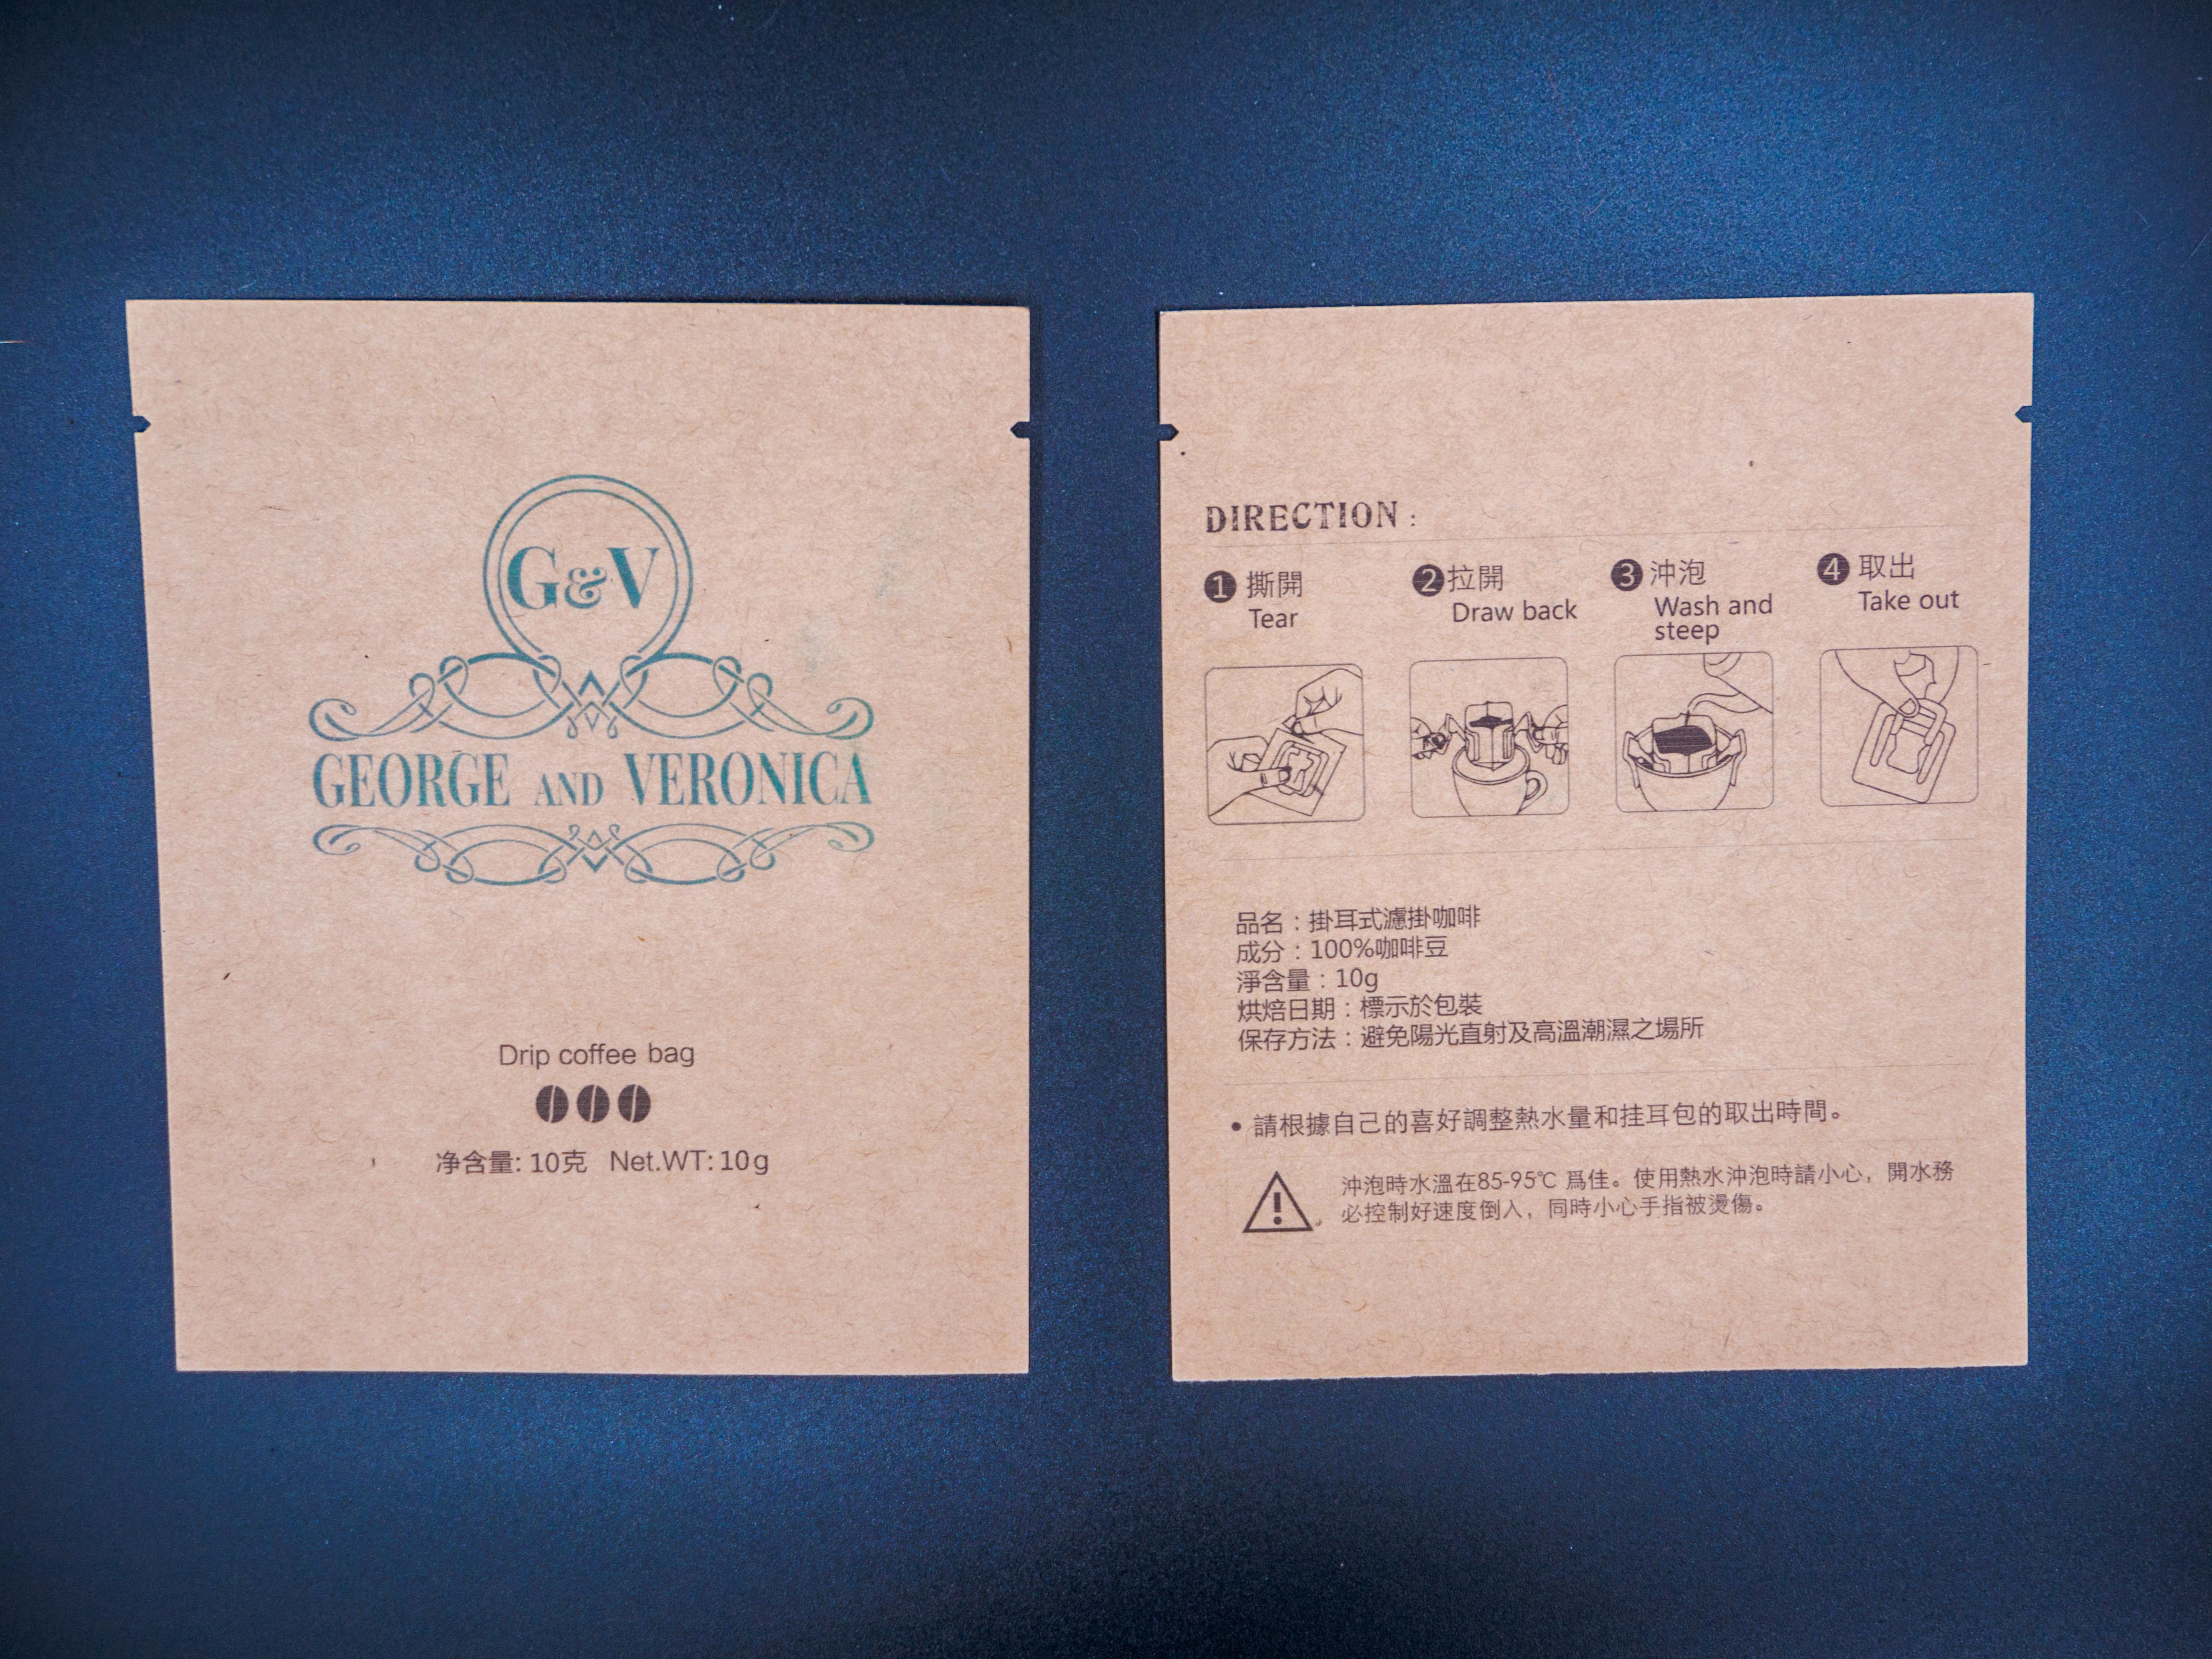 G&V
GEORGE AND VERONICA
Drip coffee bag
净含量: 10克 Net.WT: 10g
DIRECTION :
1 撕開
Tear
2 拉開
Draw back
3 沖泡
Wash and
steep
4 取出
Take out
品名：掛耳式濾掛咖啡
成分：100%咖啡豆
淨含量：10g
烘焙日期：標示於包裝
保存方法：避免陽光直射及高溫潮濕之場所
• 請根據自己的喜好調整熱水量和挂耳包的取出時間。
沖泡時水溫在85-95℃ 爲佳。使用熱水沖泡時請小心，開水務
必控制好速度倒入，同時小心手指被燙傷。